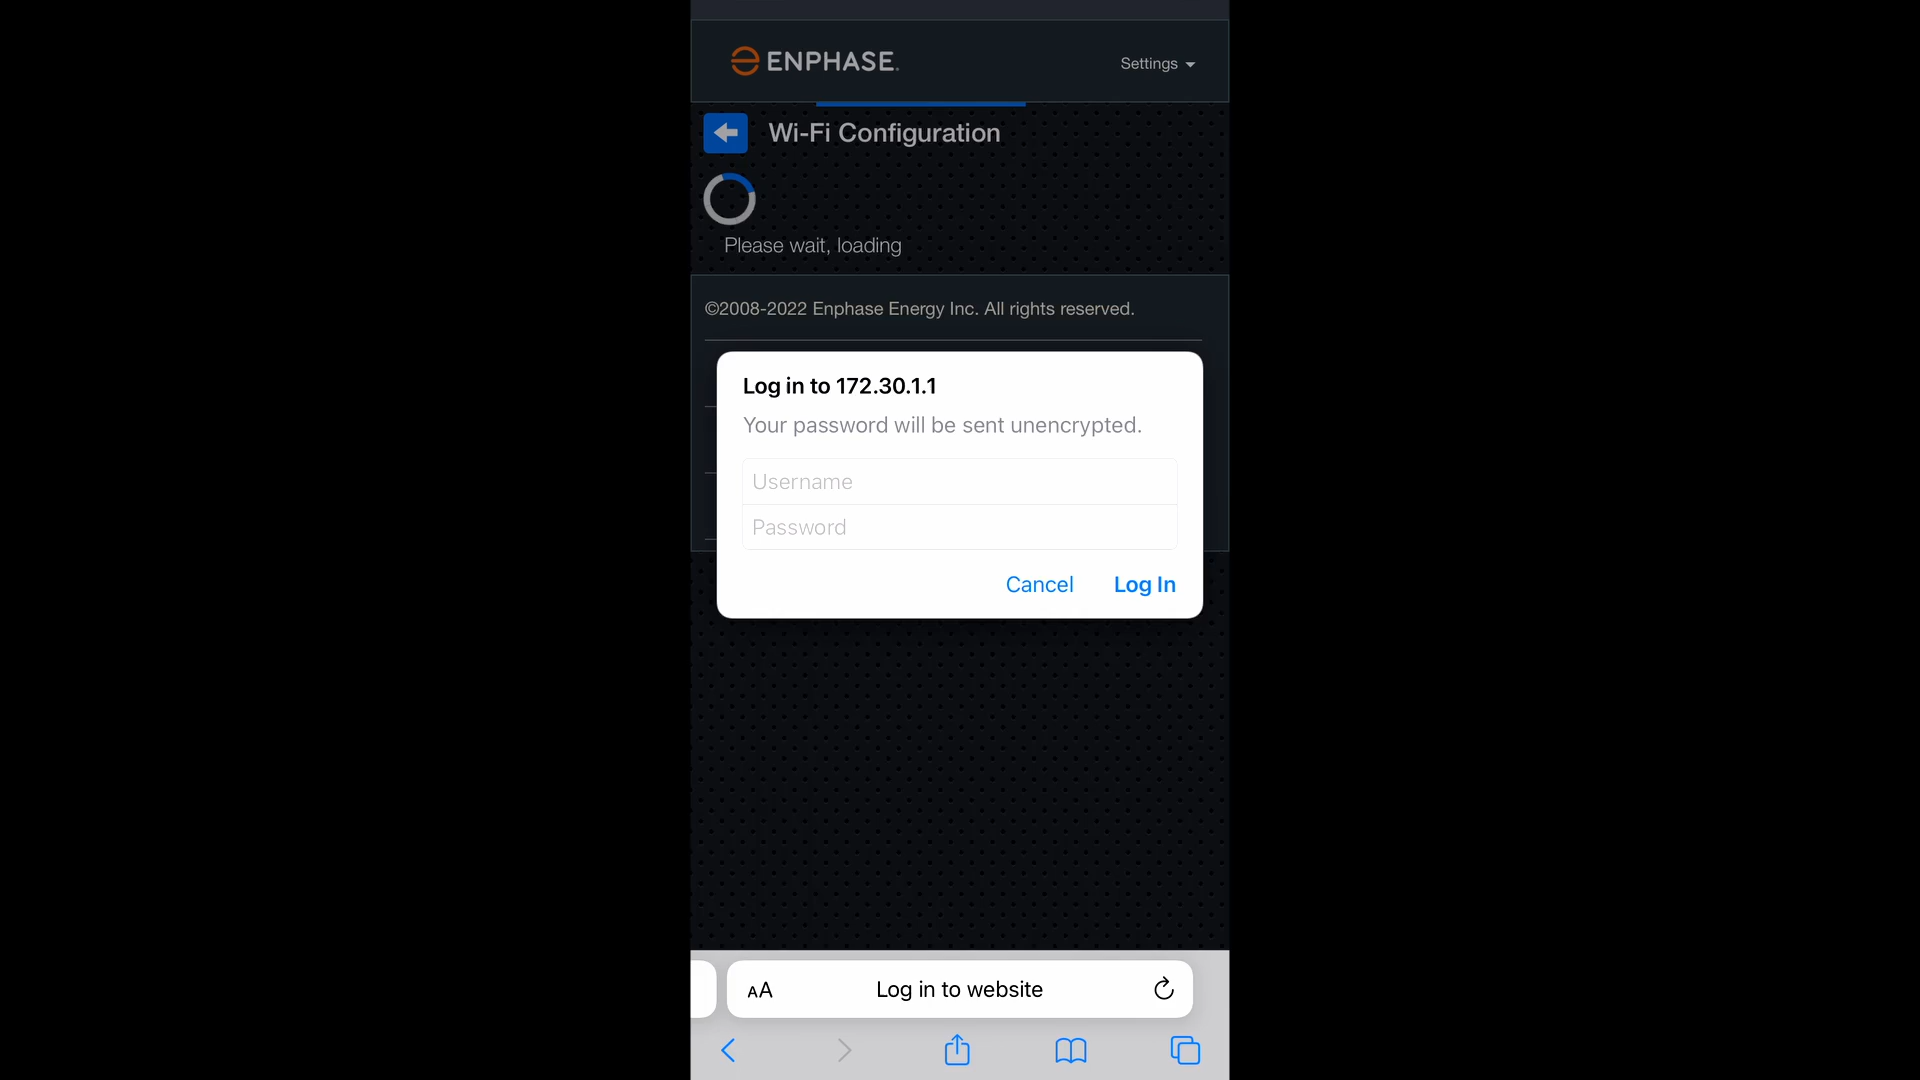 ENPHASE.
Settings
Wi-Fi Configuration
Please wait, loading
©2008-2022 Enphase Energy Inc. All rights reserved.
Log in to 172.30.1.1
Your password will be sent unencrypted.
Username
Password
Cancel Log In
AA Log in to website